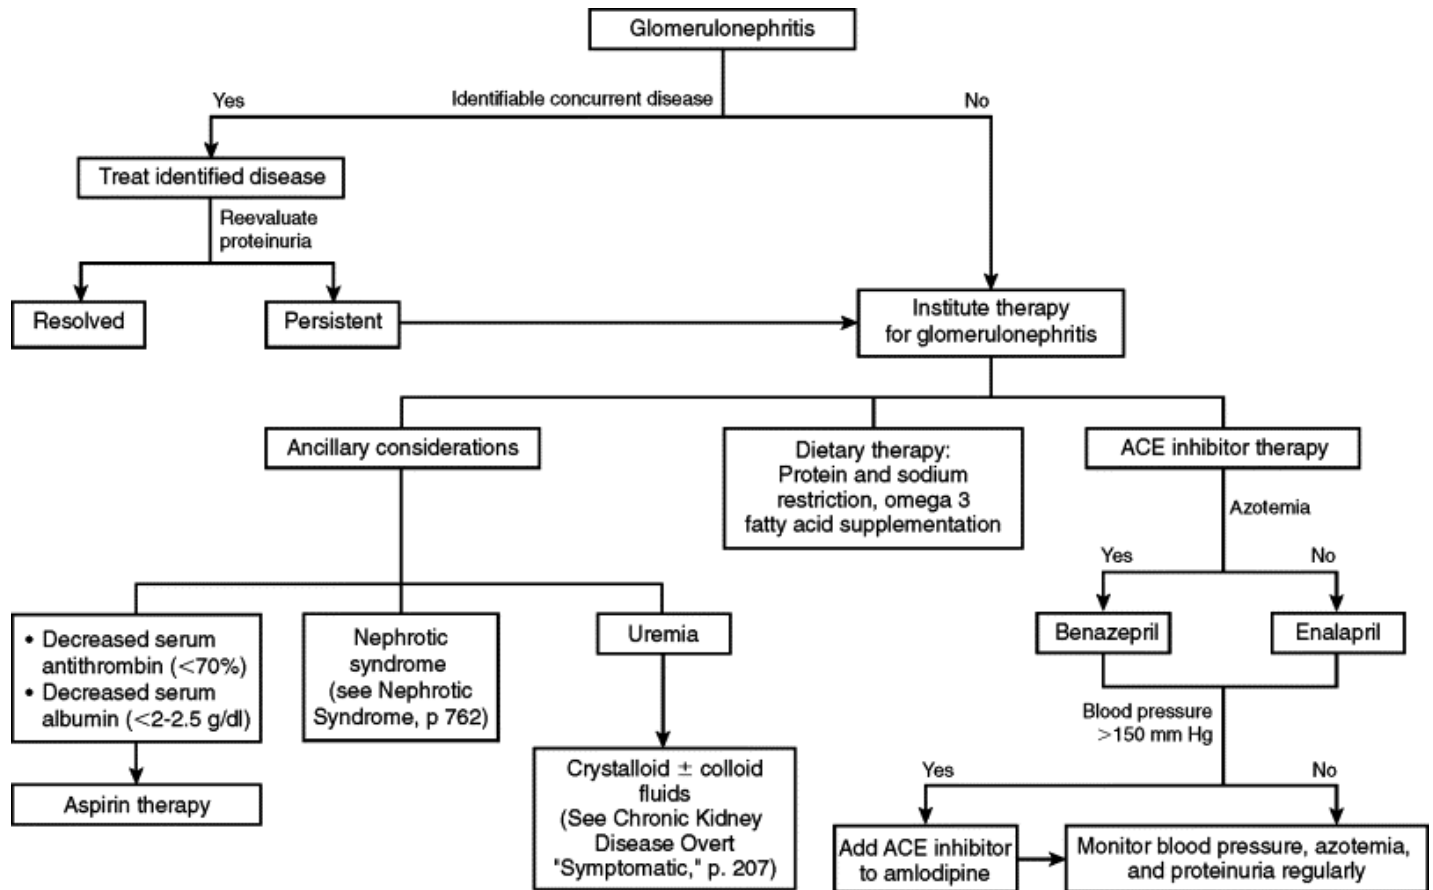 Glomerulonephritis
Yes
Identifiable concurrent disease
No
Treat identified disease
Reevaluate
proteinuria
Resolved
Persistent
Institute therapy
for glomerulonephritis
Ancillary considerations
Dietary therapy:
Protein and sodium
restriction, omega 3
fatty acid supplementation
ACE inhibitor therapy
Azotemia
Yes
No
• Decreased serum
antithrombin (<70%)
• Decreased serum
albumin (<2-2.5 g/dl)
Nephrotic
syndrome
(see Nephrotic
Syndrome, p 762)
Uremia
Benazepril
Enalapril
Aspirin therapy
Crystalloid ± colloid
fluids
(See Chronic Kidney
Disease Overt
"Symptomatic," p. 207)
Blood pressure
>150 mm Hg
Yes
No
Add ACE inhibitor
to amlodipine
Monitor blood pressure, azotemia,
and proteinuria regularly